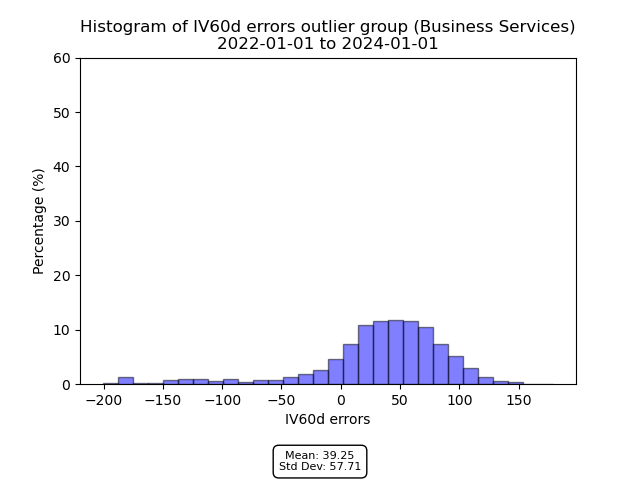 Histogram of IV60d errors outlier group (Business Services)
2022-01-01 to 2024-01-01
60
50
40
30
20
10
0
Percentage (%)
−200
−150
−100
−50
0
50
100
150
IV60d errors
Mean: 39.25
Std Dev: 57.71